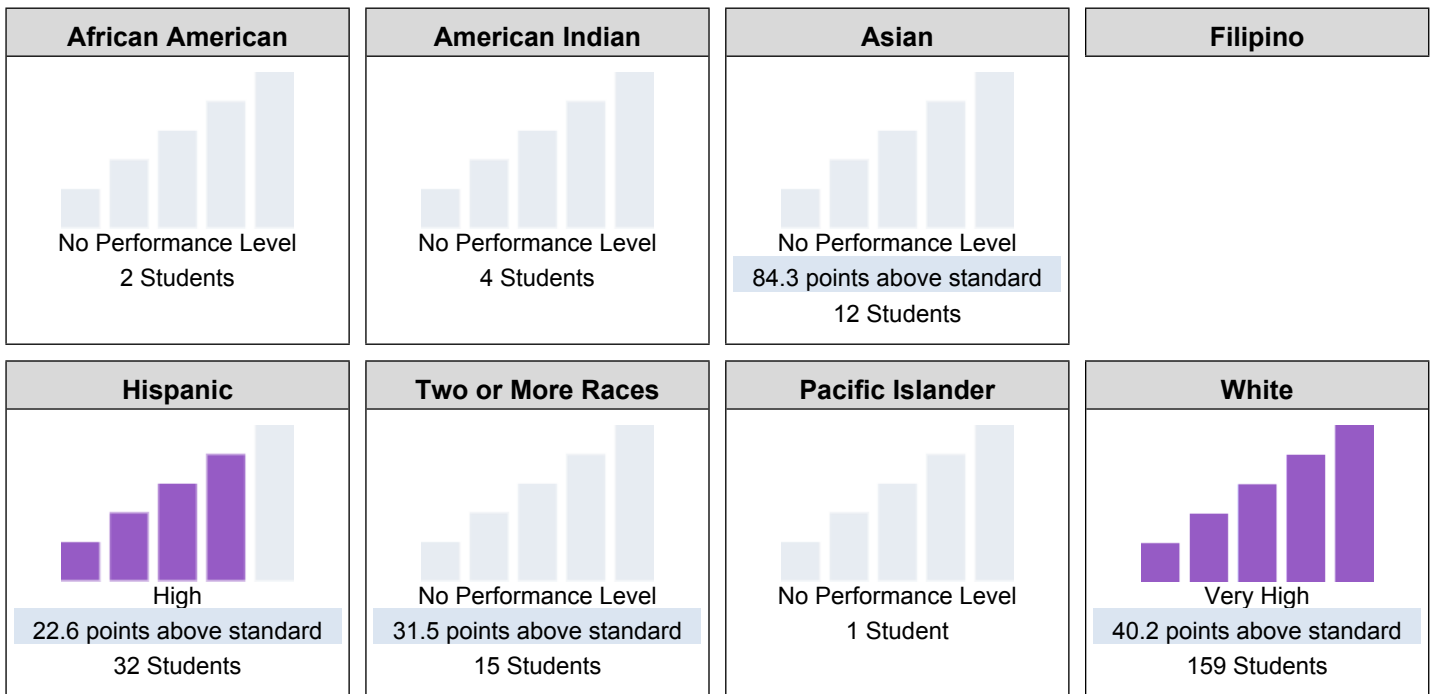 African American
No Performance Level
2 Students
American Indian
No Performance Level
4 Students
Asian
No Performance Level
84.3 points above standard
12 Students
Filipino
Hispanic
High
22.6 points above standard
32 Students
Two or More Races
No Performance Level
31.5 points above standard
15 Students
Pacific Islander
No Performance Level
1 Student
White
Very High
40.2 points above standard
159 Students